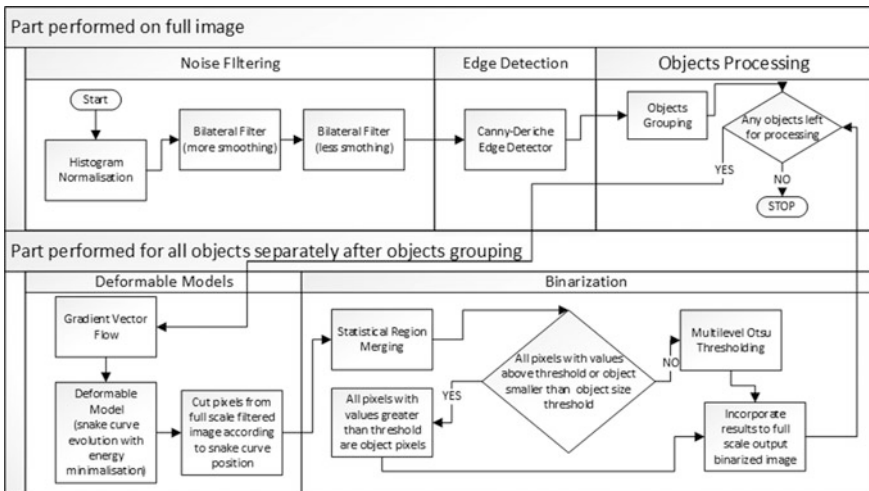 Part performed on full image
Noise FIltering
Edge Detection
Objects Processing
Start
Histogram
Normalisation
Bilateral Filter
(more smoothing)
Bilateral Filter
(less smothing)
Canny-Deriche
Edge Detector
Objects
Grouping
Any objects left
for processing
YES
NO
STOP
Part performed for all objects separately after objects grouping
Deformable Models
Binarization
Gradient Vector
Flow
Deformable
Model
(snake curve
evolution with
energy
minimalisation)
Cut pixels from
full scale filtered
image according
to snake curve
position
Statistical Region
Merging
All pixels with values
above threshold or object
smaller than object size
threshold
YES
NO
All pixels with
values greater
than threshold
are object pixels
Multilevel Otsu
Thresholding
Incorporate
results to full
scale output
binarized image